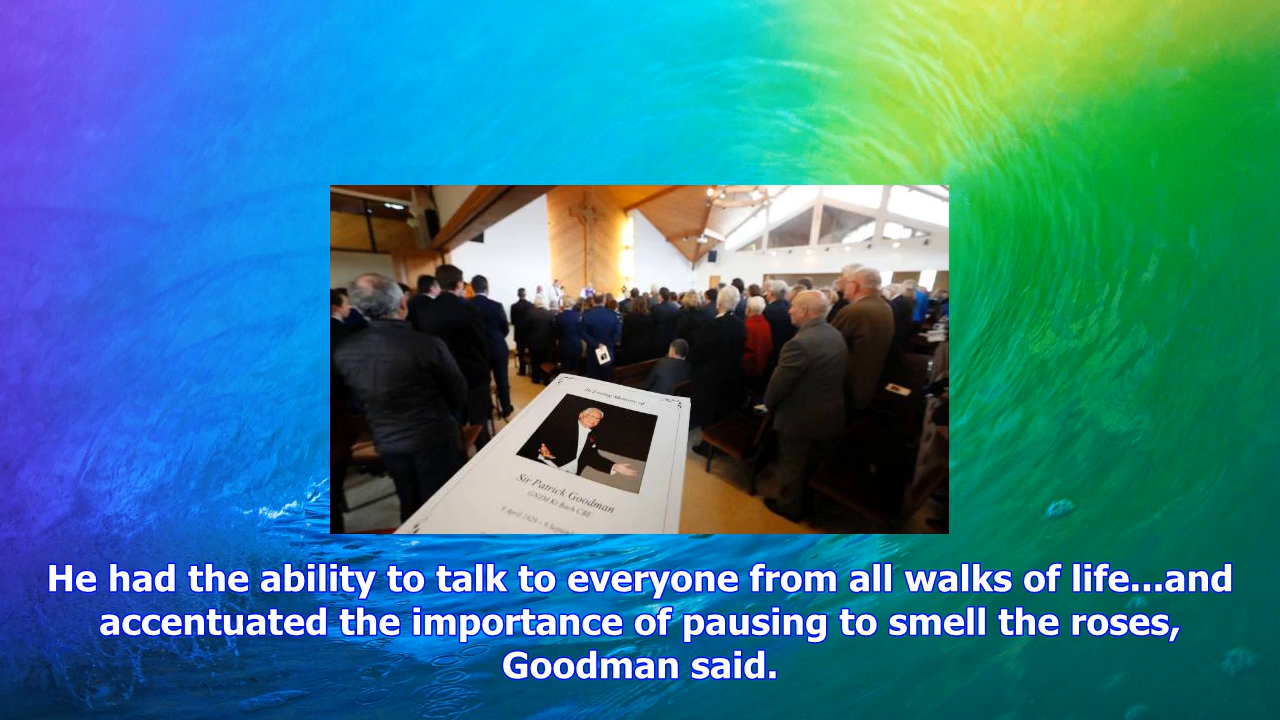 In Loving Memory of
Sir Patrick Goodman
He had the ability to talk to everyone from all walks of life...and
accentuated the importance of pausing to smell the roses,
Goodman said.